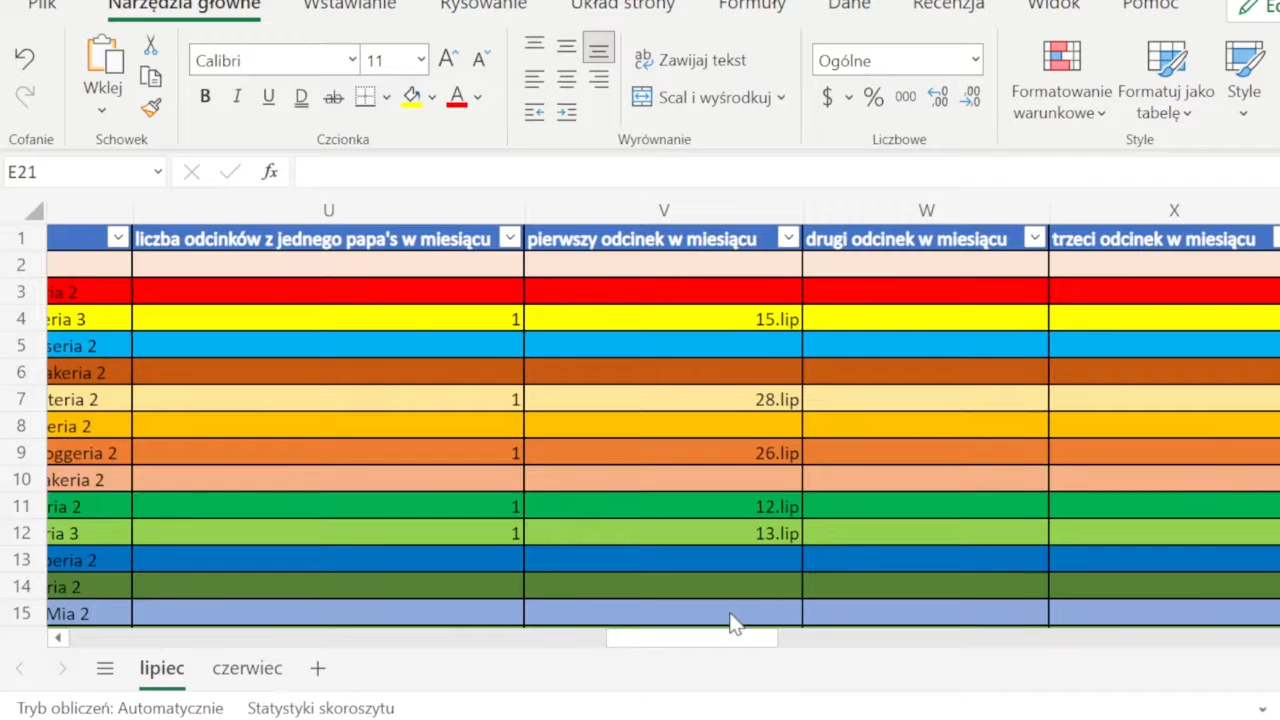 Plik Narzędzia główne Wstawianie Rysowanie Układ strony Formuły Dane Recenzja Widok Pomoc
Calibri 11 Zawijaj tekst Ogólne
Wklej B I U D ab Scal i wyśrodkuj $ % 000 Formatowanie warunkowe Formatuj jako tabelę Style
Cofanie Schowek Czcionka Wyrównanie Liczbowe Style
E21 fx
U V W X
1 liczba odcinków z jednego papa's w miesiącu pierwszy odcinek w miesiącu drugi odcinek w miesiącu trzeci odcinek w miesiącu
2
3 ia 2
4 eria 3 1 15.lip
5 seria 2
6 akeria 2
7 teria 2 1 28.lip
8 eria 2
9 oggeria 2 1 26.lip
10 akeria 2
11 ria 2 1 12.lip
12 ria 3 1 13.lip
13 eria 2
14 ria 2
15 Mia 2
lipiec czerwiec
Tryb obliczeń: Automatycznie Statystyki skoroszytu